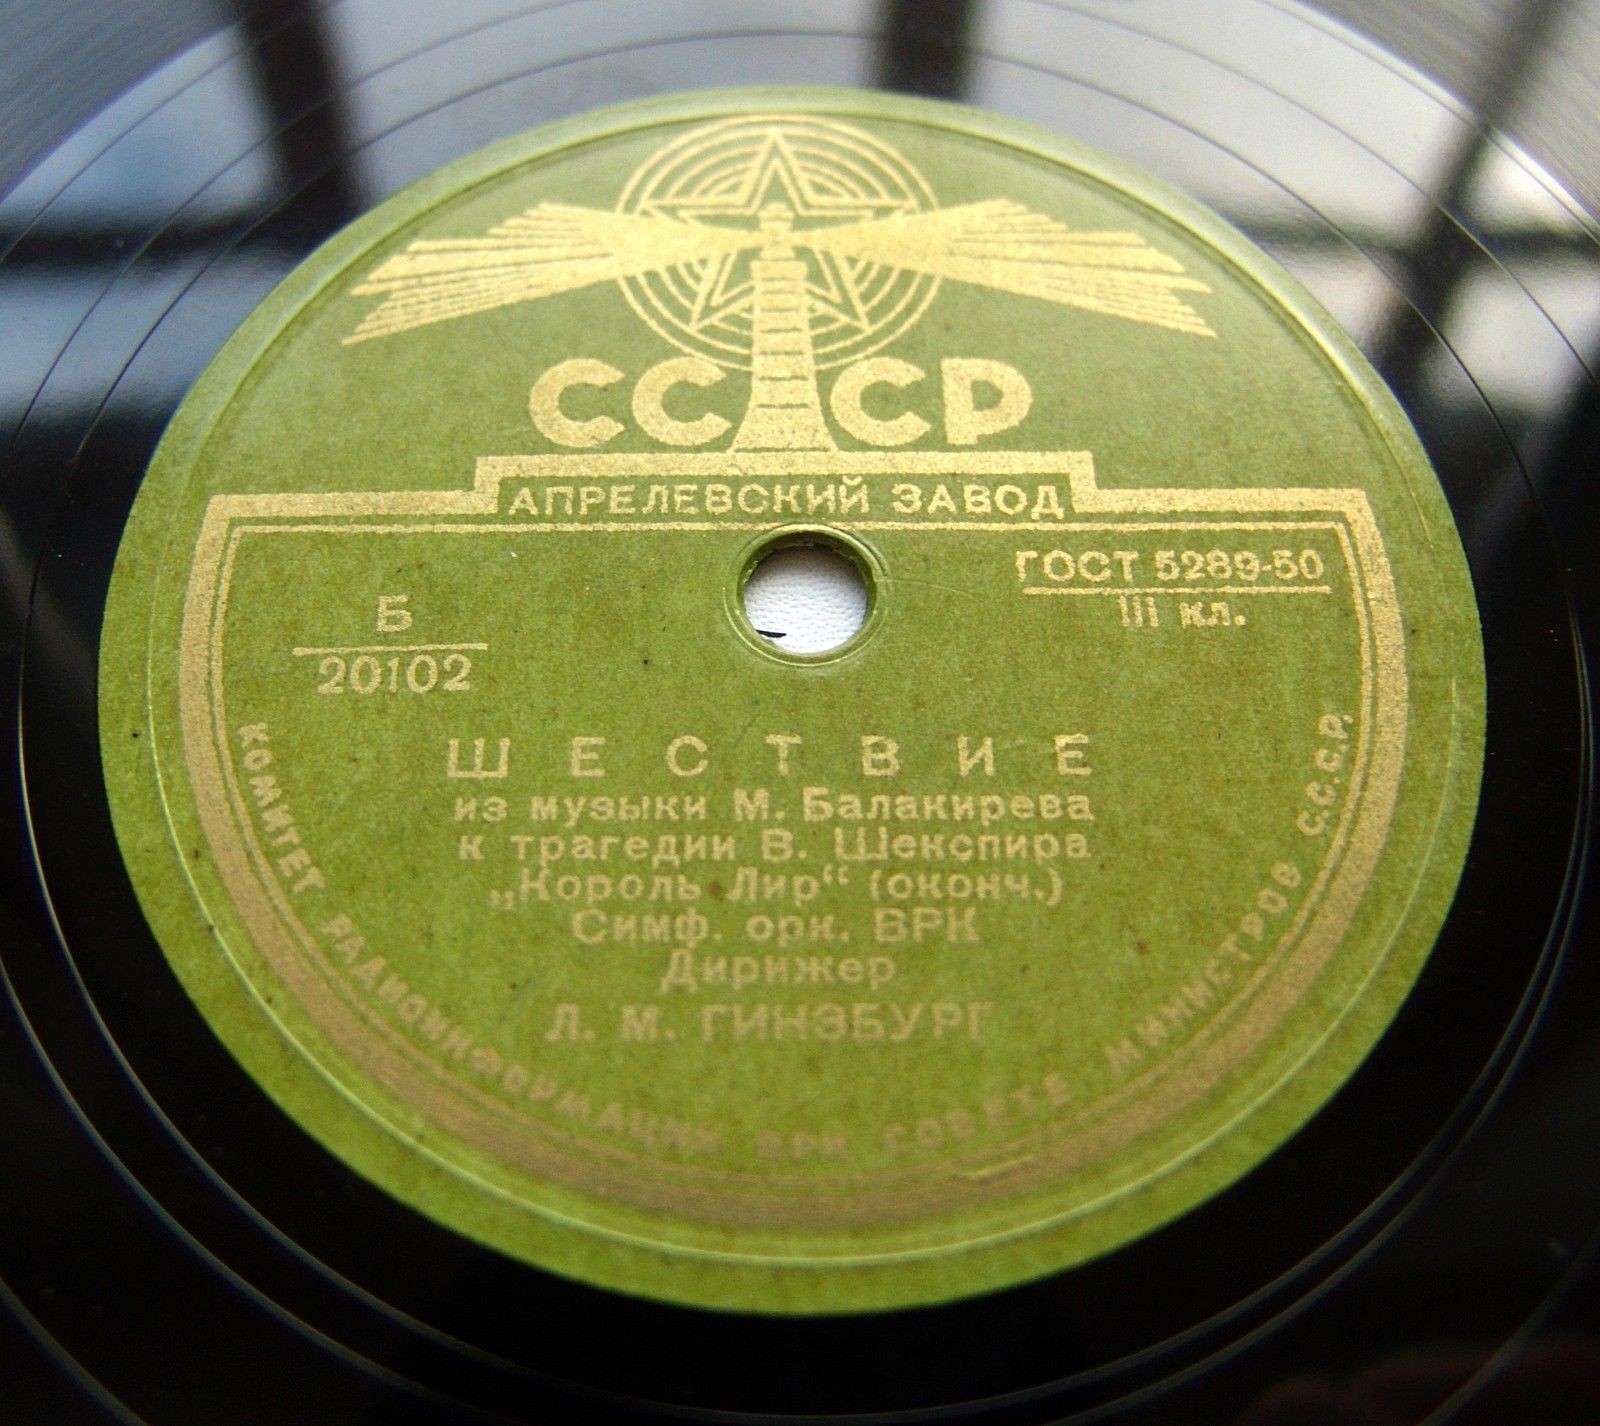 СССР
АПРЕЛЕВСКИЙ ЗАВОД
ГОСТ 5289-50
III кл.
Б
20102
ШЕСТВИЕ
из музыки М. Балакирева
к трагедии В. Шекспира
„Король Лир“ (оконч.)
Симф. орк. ВРК
Дирижер
Л. М. ГИНЗБУРГ
КОМИТЕТ РАДИОИНФОРМАЦИИ ПРИ СОВЕТЕ МИНИСТРОВ С.С.С.Р.